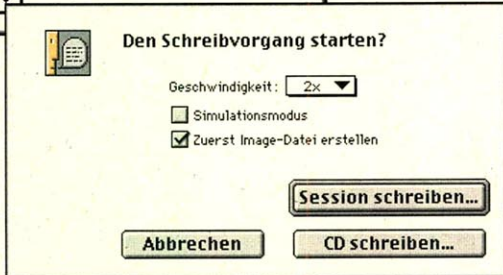 Den Schreibvorgang starten?
Geschwindigkeit: 2x
Simulationsmodus
Zuerst Image-Datei erstellen
Session schreiben...
Abbrechen
CD schreiben...